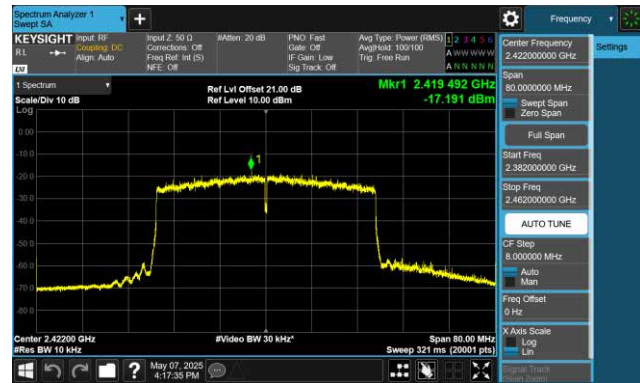 Spectrum Analyzer 1
Swept SA
Frequency
KEYSIGHT
Input: RF
Coupling: DC
Align: Auto
Input Z: 50 Ω
Corrections: Off
Freq Ref: Int (S)
NFE: Off
#Atten: 20 dB
PNO: Fast
Gate: Off
IF Gain: Low
Sig Track: Off
Avg Type: Power (RMS)
Avg|Hold: 100/100
Trig: Free Run
1 2 3 4 5 6
A W W W W W
A N N N N N
RL
LXI
1 Spectrum
Scale/Div 10 dB
Log
Ref Lvl Offset 21.00 dB
Ref Level 10.00 dBm
Mkr1 2.419 492 GHz
-17.191 dBm
1
0.00
-10.0
-20.0
-30.0
-40.0
-50.0
-60.0
-70.0
-80.0
Center 2.42200 GHz
#Res BW 10 kHz
#Video BW 30 kHz*
Span 80.00 MHz
Sweep 321 ms (20001 pts)
May 07, 2025
4:17:35 PM
Center Frequency
2.422000000 GHz
Settings
Span
80.0000000 MHz
Swept Span
Zero Span
Full Span
Start Freq
2.382000000 GHz
Stop Freq
2.462000000 GHz
AUTO TUNE
CF Step
8.000000 MHz
Auto
Man
Freq Offset
0 Hz
X Axis Scale
Log
Lin
Signal Track
(Span Zoom)